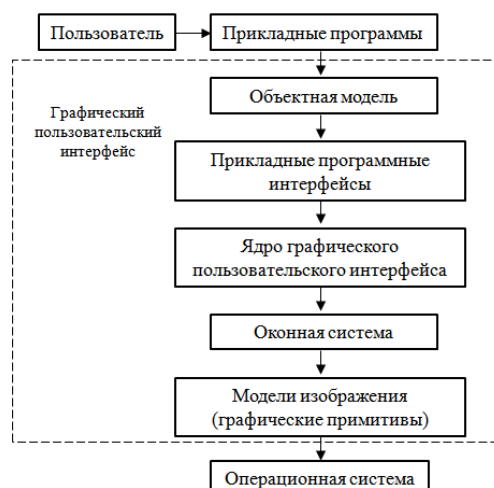 Пользователь
Прикладные программы
Графический
пользовательский
интерфейс
Объектная модель
Прикладные программные
интерфейсы
Ядро графического
пользовательского интерфейса
Оконная система
Модели изображения
(графические примитивы)
Операционная система